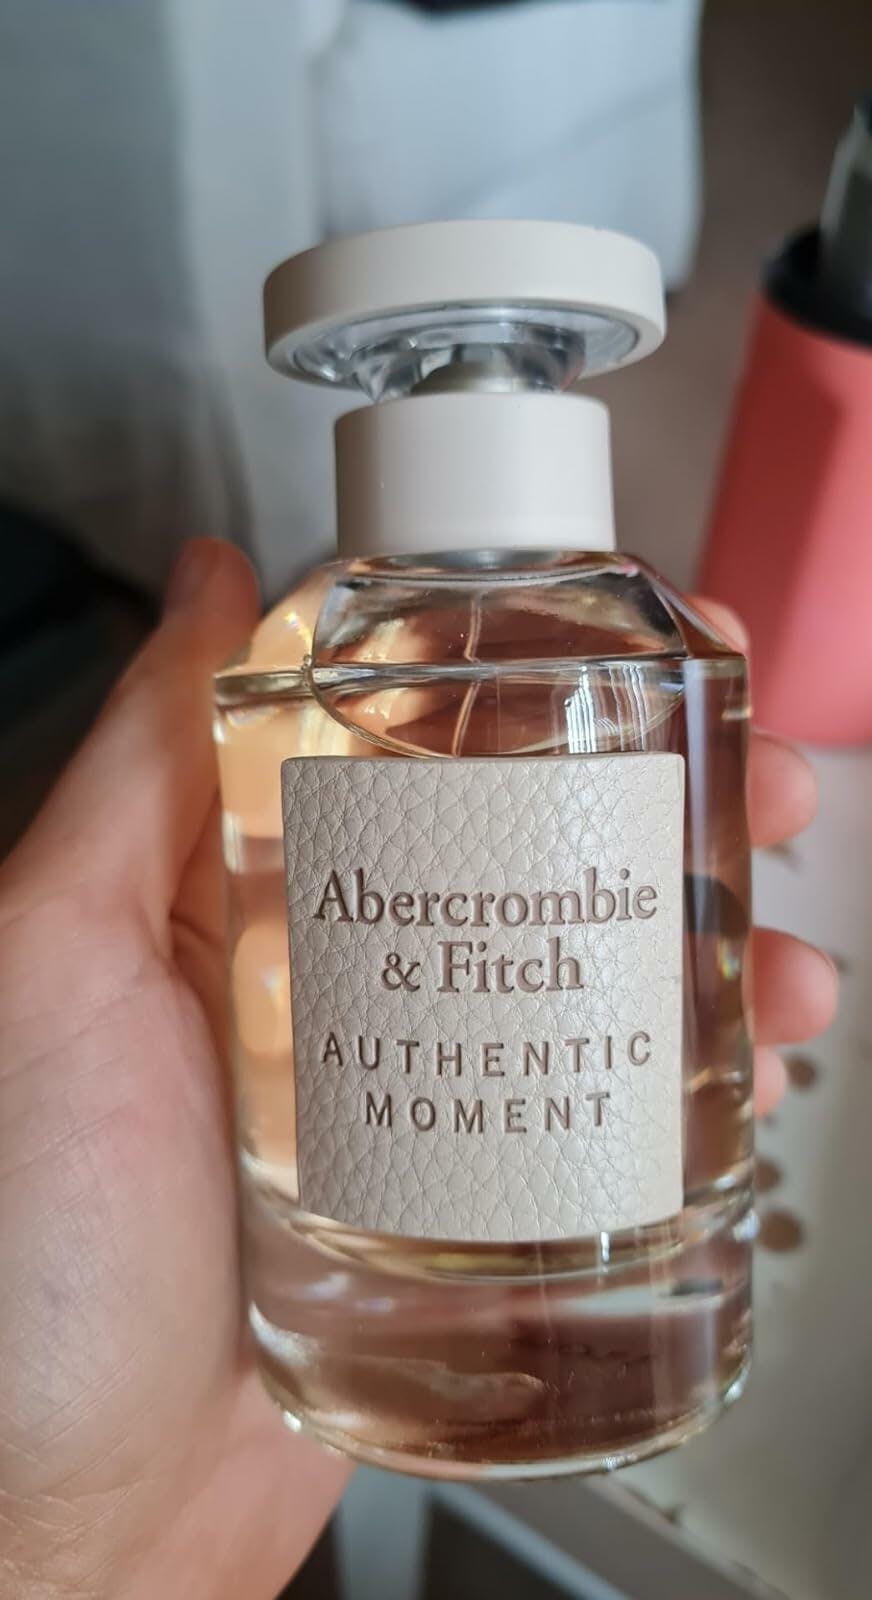 Abercrombie
& Fitch
AUTHENTIC
MOMENT